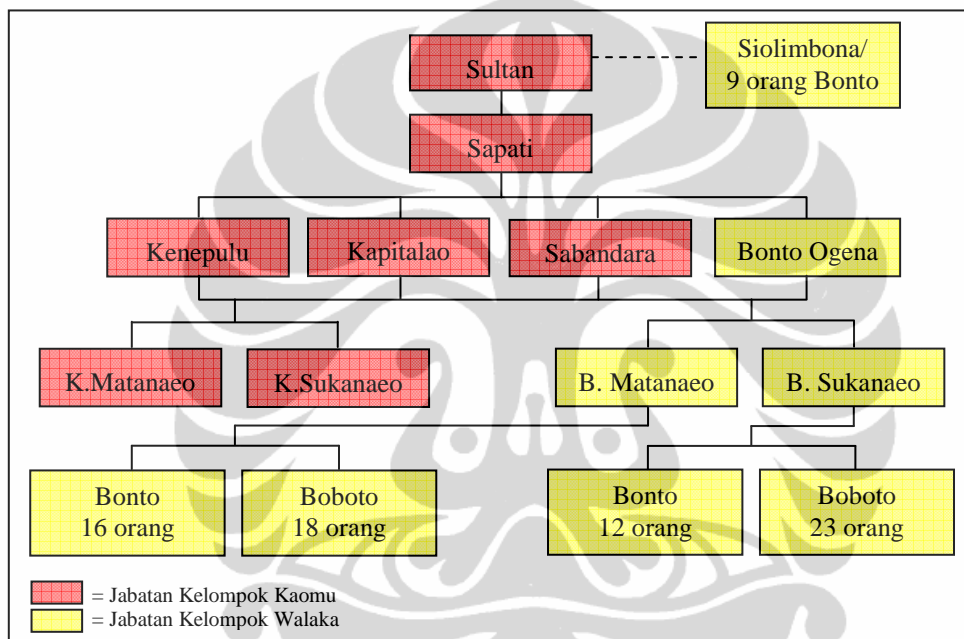 Sultan
Siolimbona/
9 orang Bonto
Sapati
Kenepulu
Kapitalao
Sabandara
Bonto Ogena
K.Matanaeo
K.Sukanaeo
B. Matanaeo
B. Sukanaeo
Bonto
16 orang
Boboto
18 orang
Bonto
12 orang
Boboto
23 orang
= Jabatan Kelompok Kaomu
= Jabatan Kelompok Walaka